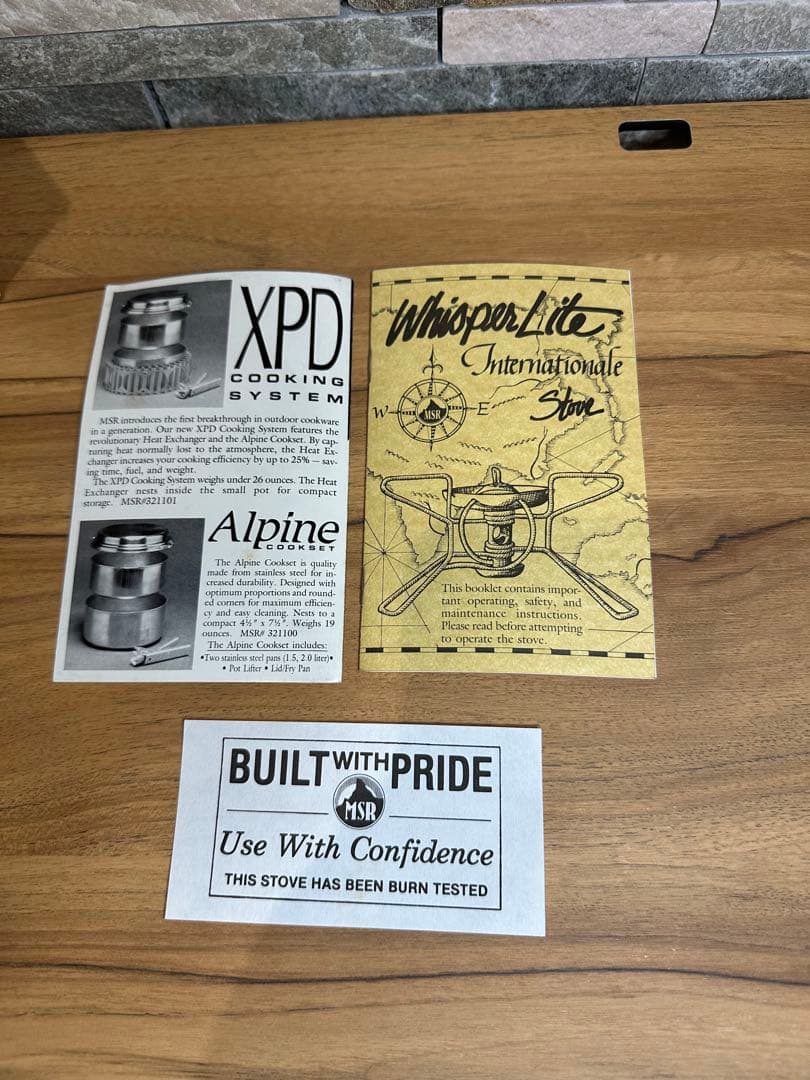 XPD
COOKING
SYSTEM
MSR introduces the first breakthrough in outdoor cookware
in a generation. Our new XPD Cooking System features the
revolutionary Heat Exchanger and the Alpine Cookset. By cap-
turing heat normally lost to the atmosphere, the Heat Ex-
changer increases your cooking efficiency by up to 25% — sav-
ing time, fuel, and weight.
The XPD Cooking System weighs under 26 ounces. The Heat
Exchanger nests inside the small pot for compact
storage. MSR#321101
Alpine
COOKSET
The Alpine Cookset is quality
made from stainless steel for in-
creased durability. Designed with
optimum proportions and round-
ed corners for maximum efficien-
cy and easy cleaning. Nests to a
compact 4½" x 7½". Weighs 19
ounces. MSR# 321100
The Alpine Cookset includes:
•Two stainless steel pans (1.5, 2.0 liter)•
• Pot Lifter • Lid/Fry Pan
WhisperLite
Internationale
Stove
W
MSR
E
This booklet contains impor-
tant operating, safety, and
maintenance instructions.
Please read before attempting
to operate the stove.
BUILT WITH PRIDE
MSR
Use With Confidence
THIS STOVE HAS BEEN BURN TESTED